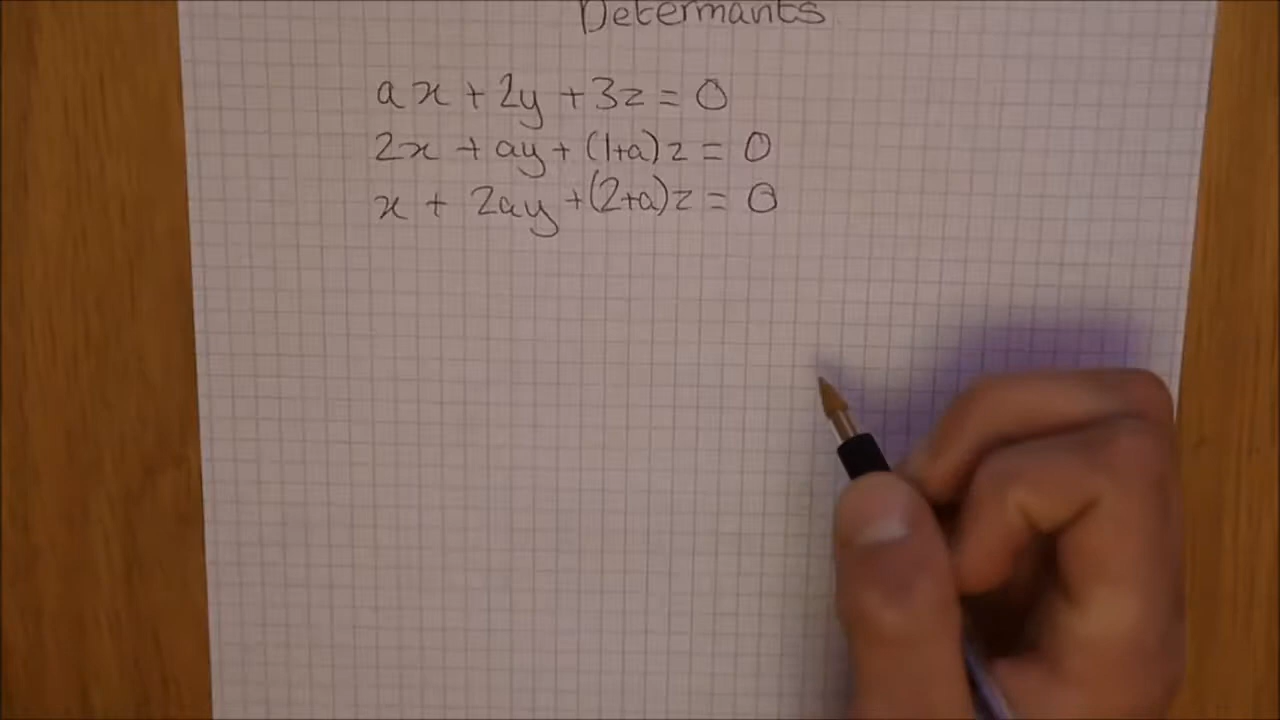 Determants
ax + 2y + 3z = 0
2x + ay + (1+a)z = 0
x + 2ay + (2+a)z = 0